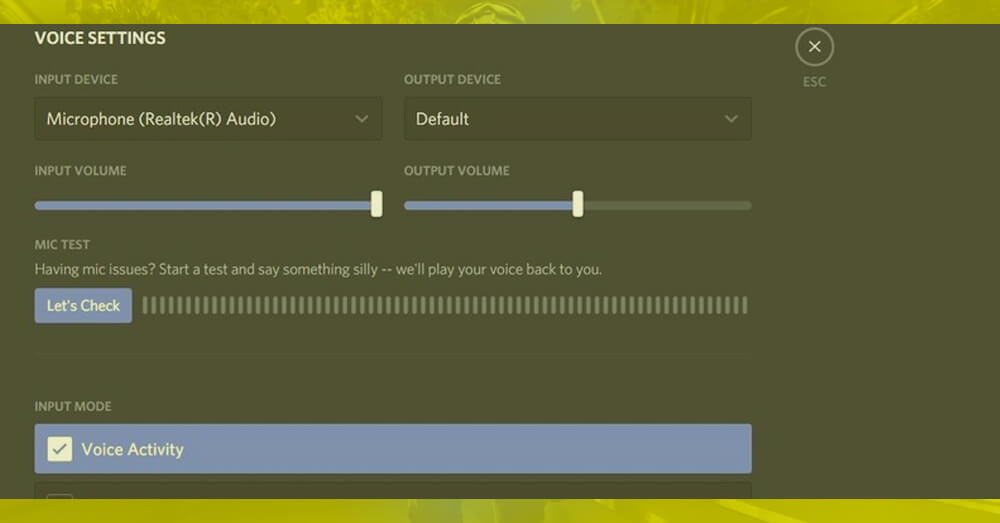 VOICE SETTINGS
ESC
INPUT DEVICE
OUTPUT DEVICE
Microphone (Realtek(R) Audio)
Default
INPUT VOLUME
OUTPUT VOLUME
MIC TEST
Having mic issues? Start a test and say something silly -- we'll play your voice back to you.
Let's Check
INPUT MODE
Voice Activity